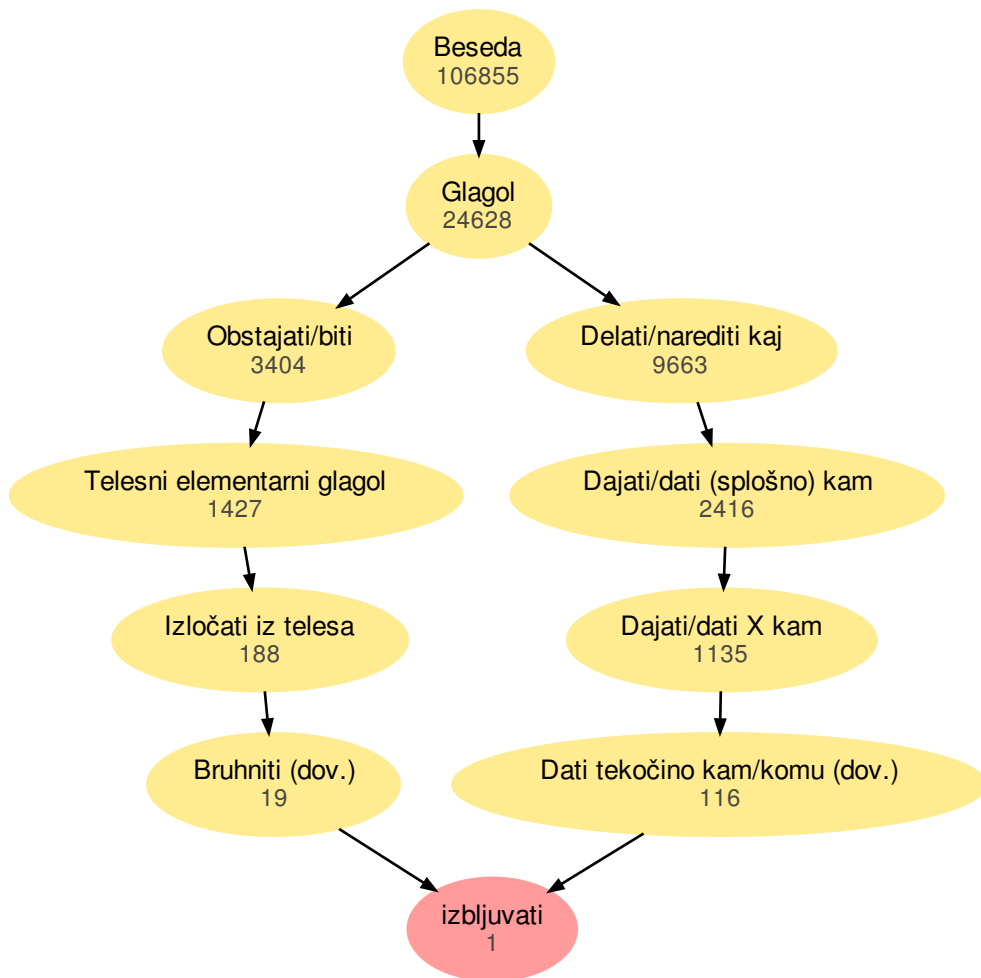 Beseda
106855
Glagol
24628
Obstajati/biti
3404
Delati/narediti kaj
9663
Telesni elementarni glagol
1427
Dajati/dati (splošno) kam
2416
Izločati iz telesa
188
Dajati/dati X kam
1135
Bruhniti (dov.)
19
Dati tekočino kam/komu (dov.)
116
izbljuvati
1